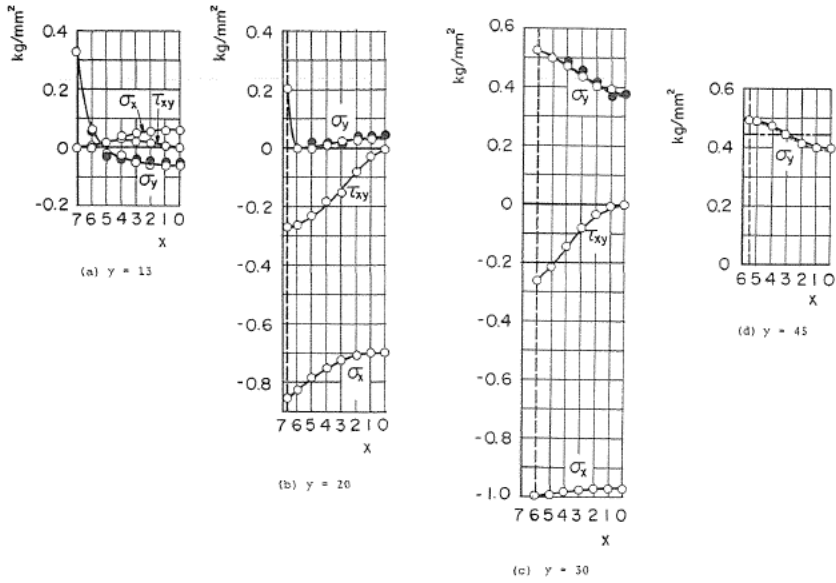 kg/mm²
0.4
0.2
0
-0.2
σx τxy
σy
7 6 5 4 3 2 1 0
X
(a) y = 13
kg/mm²
0.4
0.2
0
-0.2
-0.4
-0.6
-0.8
σy
τxy
σx
7 6 5 4 3 2 1 0
X
(b) y = 20
kg/mm²
0.6
0.4
0.2
0
-0.2
-0.4
-0.6
-0.8
-1.0
σy
τxy
σx
7 6 5 4 3 2 1 0
X
(c) y = 30
kg/mm²
0.6
0.4
0.2
0
σy
6 5 4 3 2 1 0
X
(d) y = 45